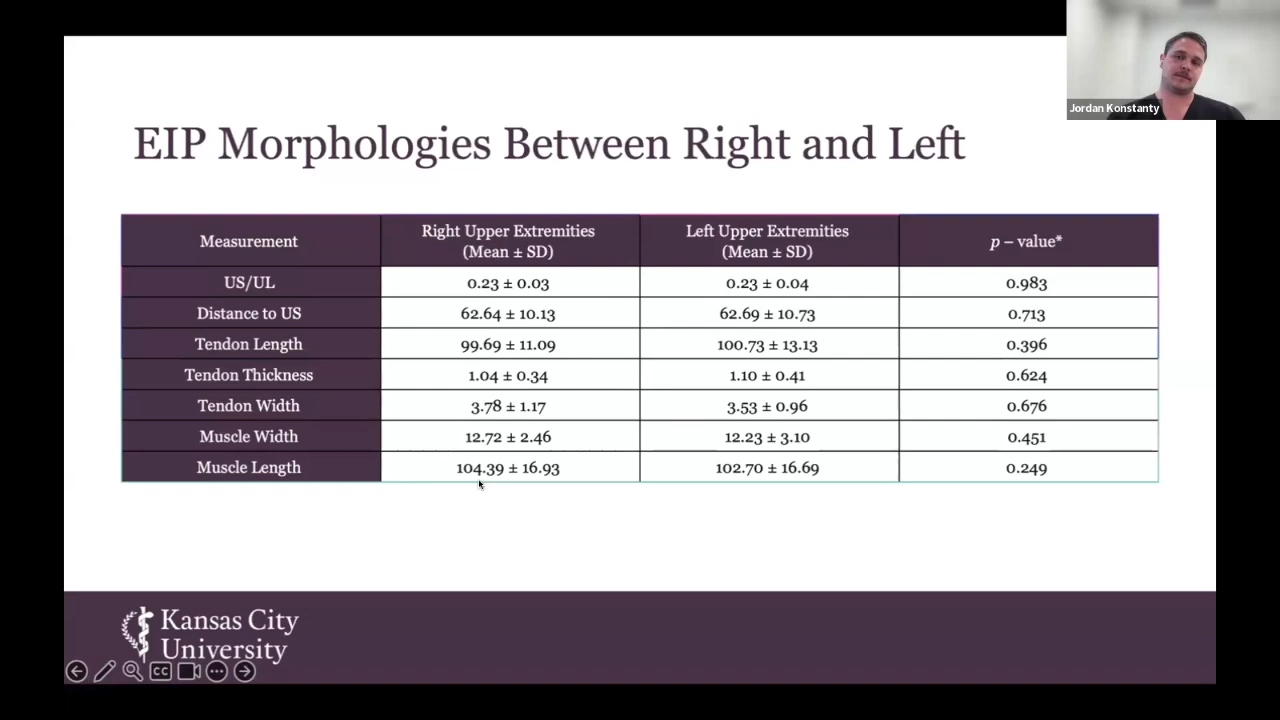 Jordan Konstanty
EIP Morphologies Between Right and Left
Measurement
Right Upper Extremities
(Mean ± SD)
Left Upper Extremities
(Mean ± SD)
p – value*
US/UL
0.23 ± 0.03
0.23 ± 0.04
0.983
Distance to US
62.64 ± 10.13
62.69 ± 10.73
0.713
Tendon Length
99.69 ± 11.09
100.73 ± 13.13
0.396
Tendon Thickness
1.04 ± 0.34
1.10 ± 0.41
0.624
Tendon Width
3.78 ± 1.17
3.53 ± 0.96
0.676
Muscle Width
12.72 ± 2.46
12.23 ± 3.10
0.451
Muscle Length
104.39 ± 16.93
102.70 ± 16.69
0.249
Kansas City
University
CC